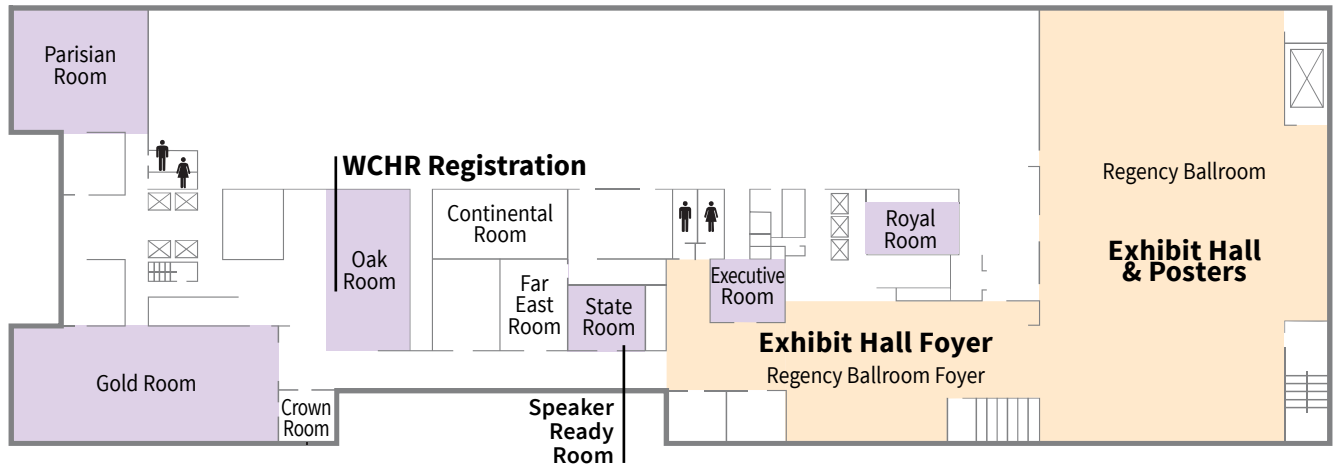 Parisian
Room
WCHR Registration
Oak
Room
Continental
Room
Far
East
Room
State
Room
Executive
Room
Royal
Room
Regency Ballroom
Exhibit Hall
& Posters
Exhibit Hall Foyer
Regency Ballroom Foyer
Gold Room
Crown
Room
Speaker
Ready
Room